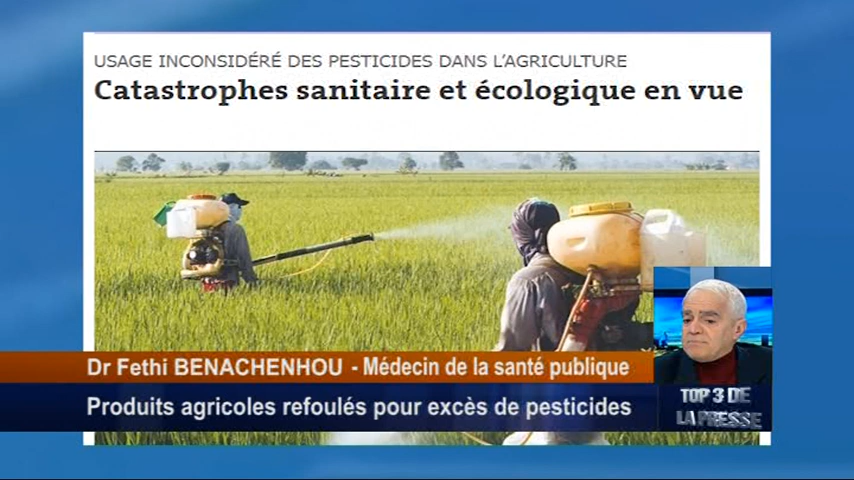 USAGE INCONSIDÉRÉ DES PESTICIDES DANS L'AGRICULTURE
Catastrophes sanitaire et écologique en vue
Dr Fethi BENACHENHOU - Médecin de la santé publique
Produits agricoles refoulés pour excès de pesticides
TOP 3 DE
LA PRESSE